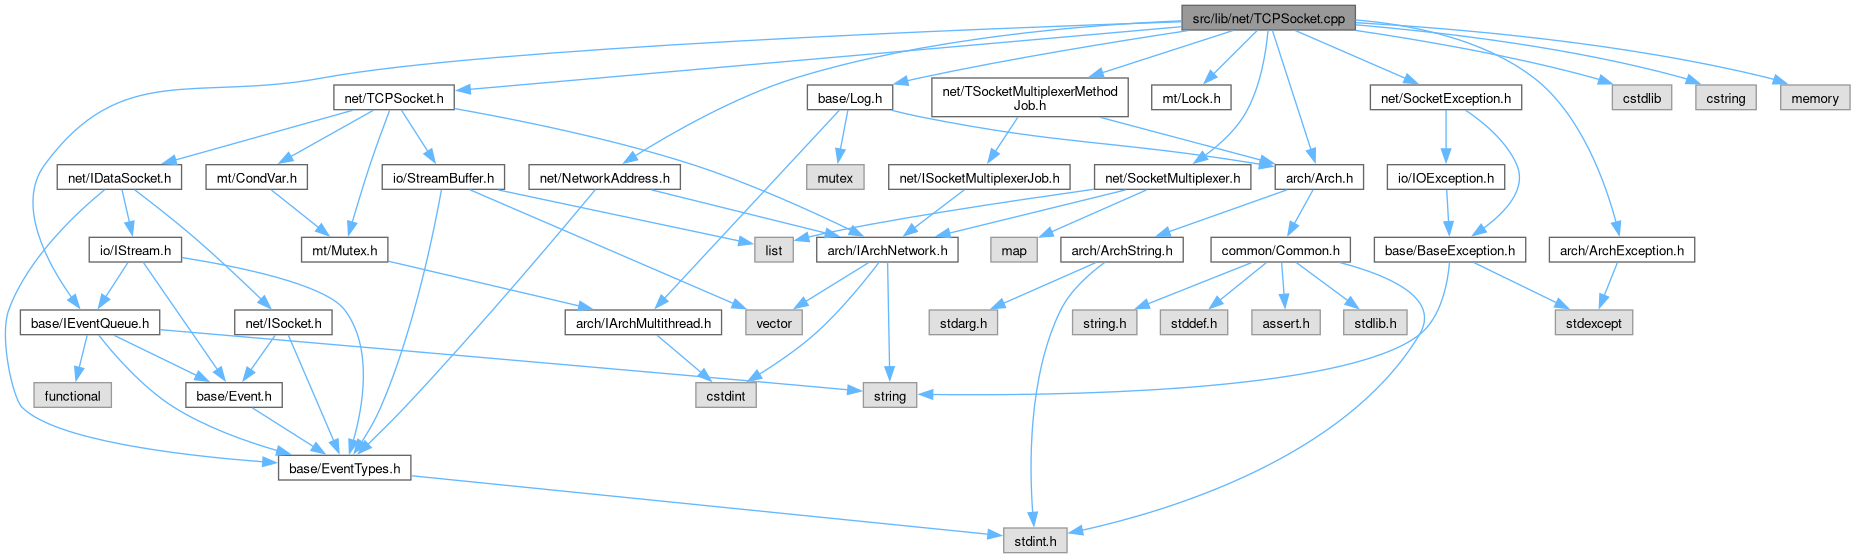 src/lib/net/TCPSocket.cpp
net/TCPSocket.h
base/Log.h
net/TSocketMultiplexerMethod
Job.h
mt/Lock.h
net/SocketException.h
cstdlib
cstring
memory
net/IDataSocket.h
mt/CondVar.h
io/StreamBuffer.h
net/NetworkAddress.h
mutex
net/ISocketMultiplexerJob.h
net/SocketMultiplexer.h
arch/Arch.h
io/IOException.h
io/IStream.h
mt/Mutex.h
list
arch/IArchNetwork.h
map
arch/ArchString.h
common/Common.h
base/BaseException.h
arch/ArchException.h
base/IEventQueue.h
net/ISocket.h
arch/IArchMultithread.h
vector
stdarg.h
string.h
stddef.h
assert.h
stdlib.h
stdexcept
functional
base/Event.h
cstdint
string
base/EventTypes.h
stdint.h